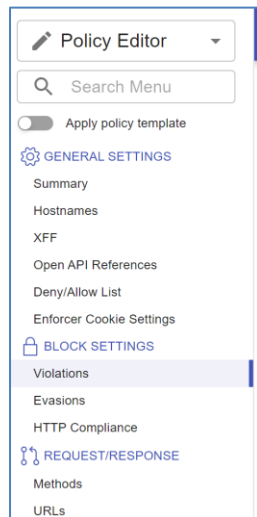 Policy Editor
Search Menu
Apply policy template
GENERAL SETTINGS
Summary
Hostnames
XFF
Open API References
Deny/Allow List
Enforcer Cookie Settings
BLOCK SETTINGS
Violations
Evasions
HTTP Compliance
REQUEST/RESPONSE
Methods
URLs